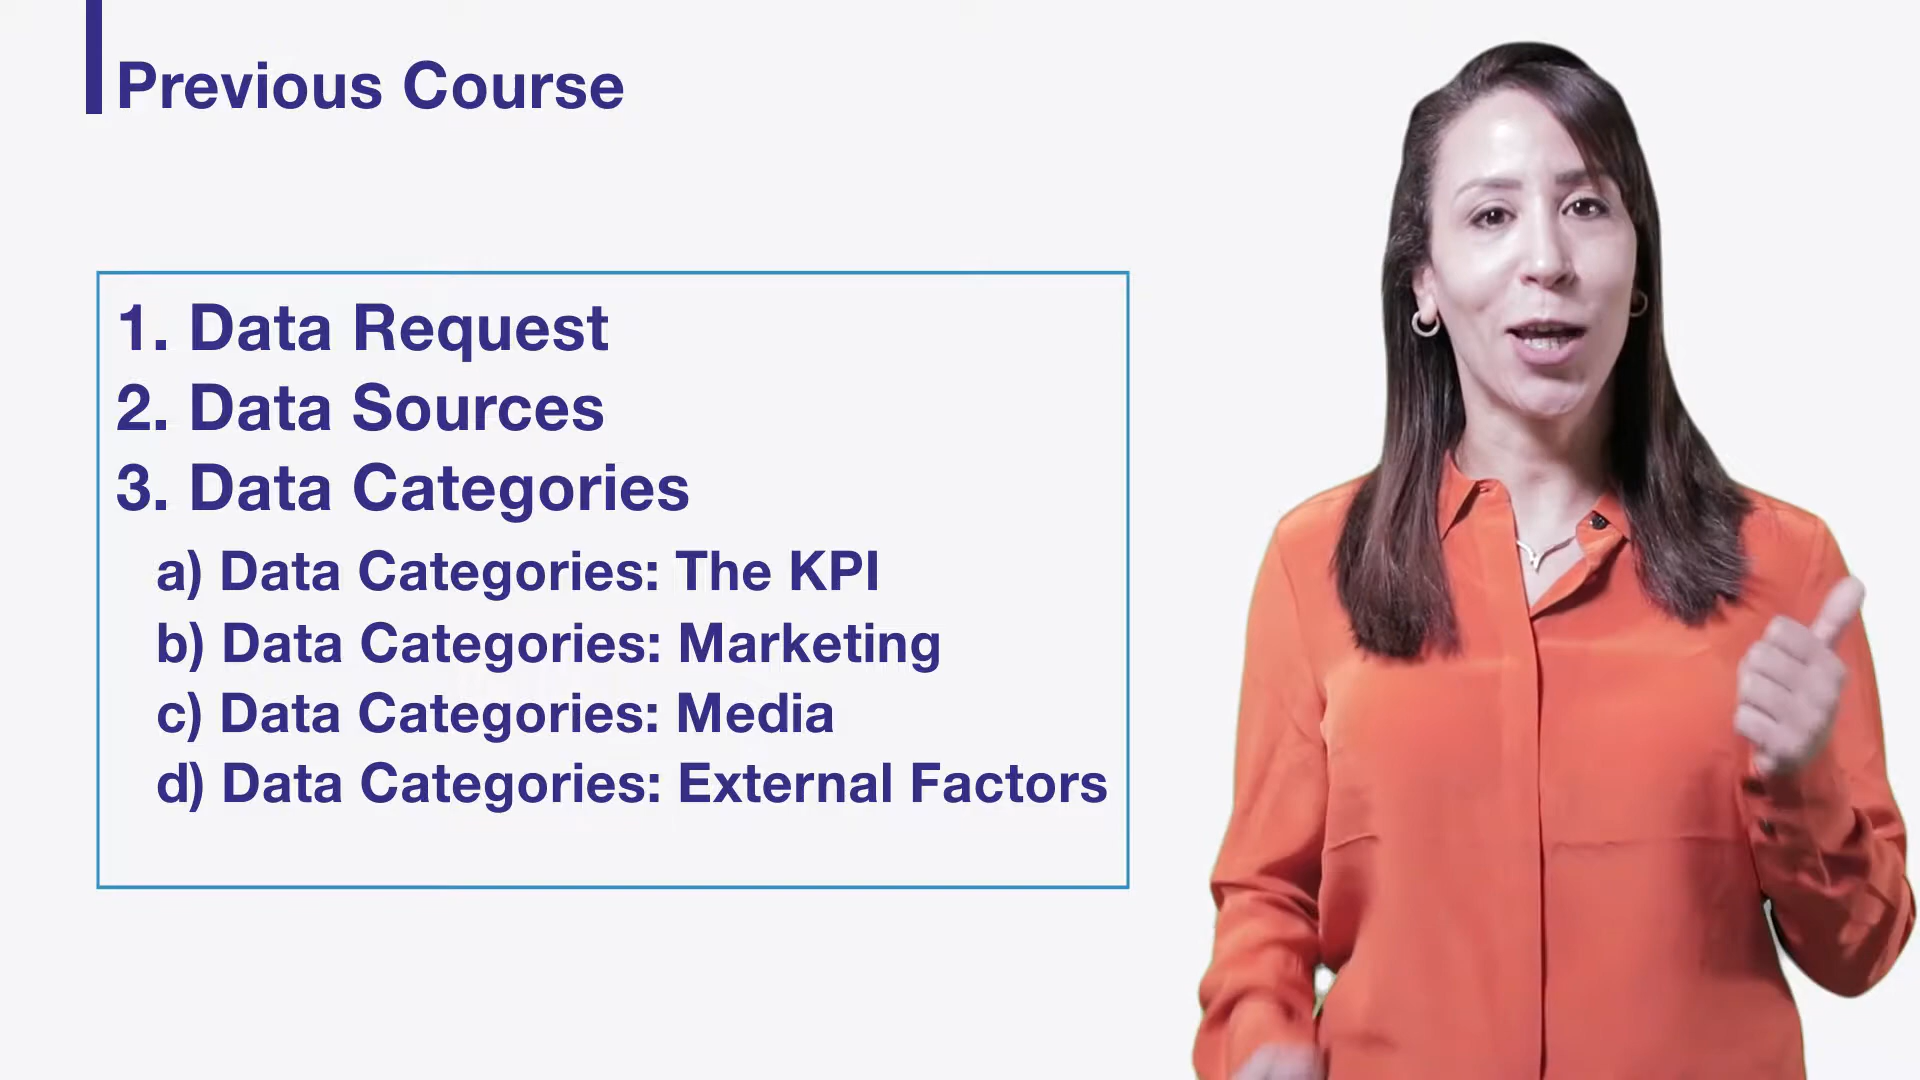 Previous Course
1. Data Request
2. Data Sources
3. Data Categories
a) Data Categories: The KPI
b) Data Categories: Marketing
c) Data Categories: Media
d) Data Categories: External Factors